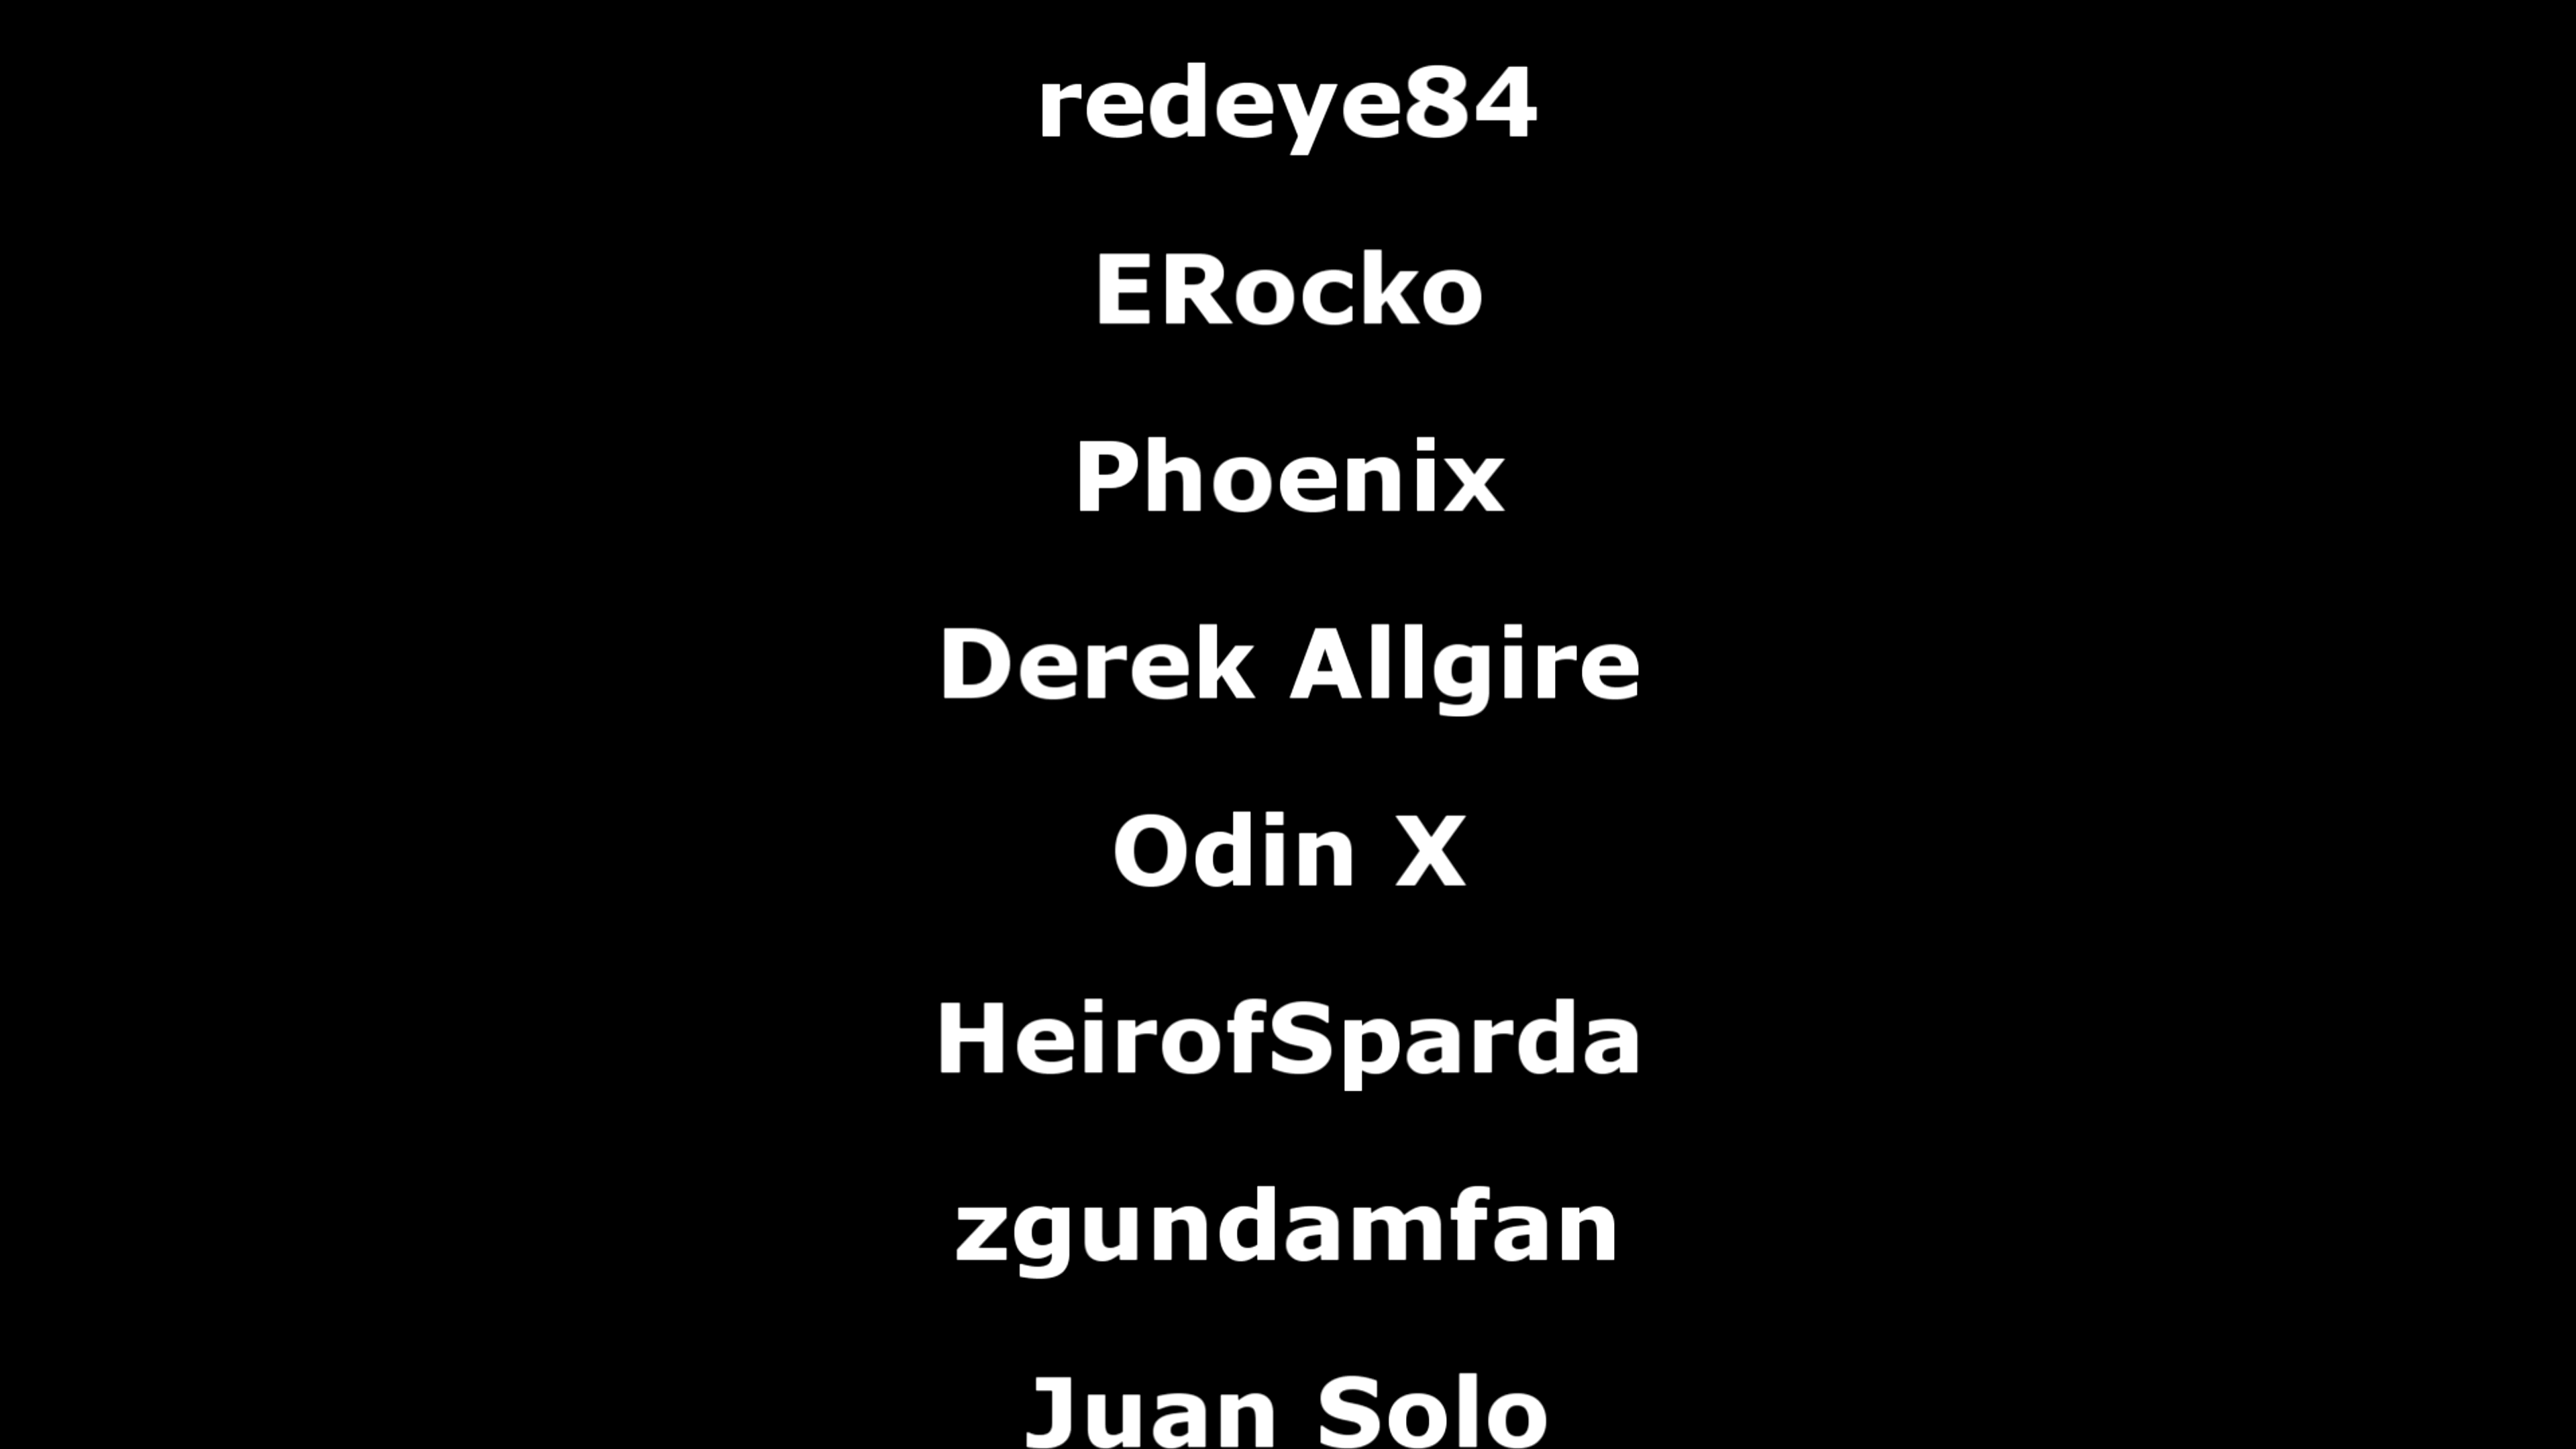 redeye84
ERocko
Phoenix
Derek Allgire
Odin X
HeirofSparda
zgundamfan
Juan Solo